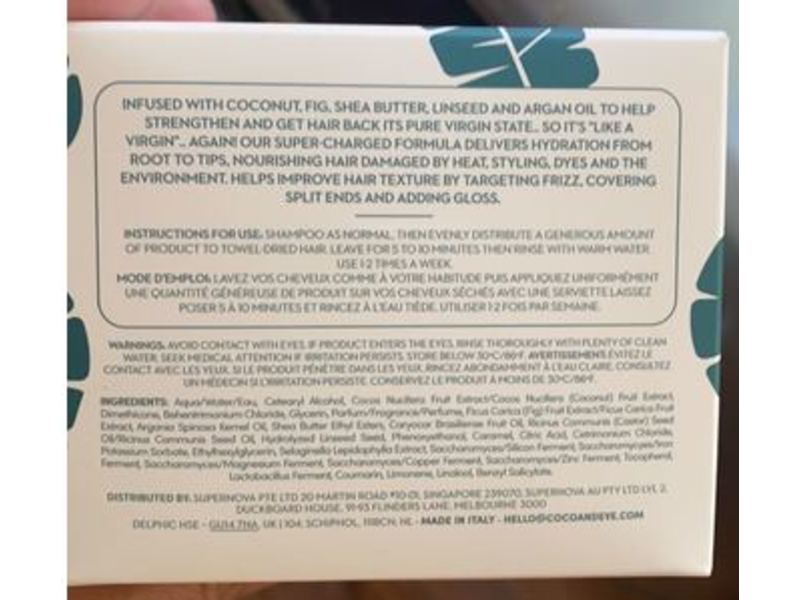 INFUSED WITH COCONUT, FIG, SHEA BUTTER, LINSEED AND ARGAN OIL TO HELP
STRENGTHEN AND GET HAIR BACK ITS PURE VIRGIN STATE.. SO IT'S "LIKE A
VIRGIN".. AGAIN! OUR SUPER-CHARGED FORMULA DELIVERS HYDRATION FROM
ROOT TO TIPS, NOURISHING HAIR DAMAGED BY HEAT, STYLING, DYES AND THE
ENVIRONMENT. HELPS IMPROVE HAIR TEXTURE BY TARGETING FRIZZ, COVERING
SPLIT ENDS AND ADDING GLOSS.
INSTRUCTIONS FOR USE: SHAMPOO AS NORMAL, THEN EVENLY DISTRIBUTE A GENEROUS AMOUNT
OF PRODUCT TO TOWEL-DRIED HAIR. LEAVE FOR 5 TO 10 MINUTES THEN RINSE WITH WARM WATER.
USE 1-2 TIMES A WEEK.
MODE D'EMPLOI: LAVEZ VOS CHEVEUX COMME À VOTRE HABITUDE PUIS APPLIQUEZ UNIFORMÉMENT
UNE QUANTITÉ GÉNÉREUSE DE PRODUIT SUR VOS CHEVEUX SÉCHÉS AVEC UNE SERVIETTE. LAISSEZ
POSER 5 À 10 MINUTES ET RINCEZ À L'EAU TIÈDE. UTILISER 1-2 FOIS PAR SEMAINE.
WARNINGS: AVOID CONTACT WITH EYES. IF PRODUCT ENTERS THE EYES, RINSE THOROUGHLY WITH PLENTY OF CLEAN
WATER. SEEK MEDICAL ATTENTION IF IRRITATION PERSISTS. STORE BELOW 30°C/86°F. AVERTISSEMENT: ÉVITEZ LE
CONTACT AVEC LES YEUX. SI LE PRODUIT PÉNÈTRE DANS LES YEUX, RINCEZ ABONDAMMENT À L'EAU CLAIRE. CONSULTEZ
UN MÉDECIN SI L'IRRITATION PERSISTE. CONSERVEZ LE PRODUIT À MOINS DE 30°C/86°F.
INGREDIENTS: Aqua/Water/Eau, Cetearyl Alcohol, Cocos Nucifera Fruit Extract/Cocos Nucifera (Coconut) Fruit Extract,
Dimethicone, Behentrimonium Chloride, Glycerin, Parfum/Fragrance/Perfume, Ficus Carica (Fig) Fruit Extract/Ficus Carica Fruit
Extract, Argania Spinosa Kernel Oil, Shea Butter Ethyl Esters, Caryocar Brasiliense Fruit Oil, Ricinus Communis (Castor) Seed
Oil/Ricinus Communis Seed Oil, Hydrolyzed Linseed Seed, Phenoxyethanol, Caramel, Citric Acid, Cetrimonium Chloride,
Potassium Sorbate, Ethylhexylglycerin, Selaginella Lepidophylla Extract, Saccharomyces/Silicon Ferment, Saccharomyces/Iron
Ferment, Saccharomyces/Magnesium Ferment, Saccharomyces/Copper Ferment, Saccharomyces/Zinc Ferment, Tocopherol,
Lactobacillus Ferment, Coumarin, Limonene, Linalool, Benzyl Salicylate.
DISTRIBUTED BY: SUPERNOVA PTE LTD 20 MARTIN ROAD #10-01, SINGAPORE 239070, SUPERNOVA AU PTY LTD LVL 2,
DUCKBOARD HOUSE, 91-93 FLINDERS LANE, MELBOURNE 3000
DELPHIC HSE - GU14 7NA, UK | 104, SCHIPHOL, 1118CN, NL - MADE IN ITALY - HELLO@COCOANDEVE.COM